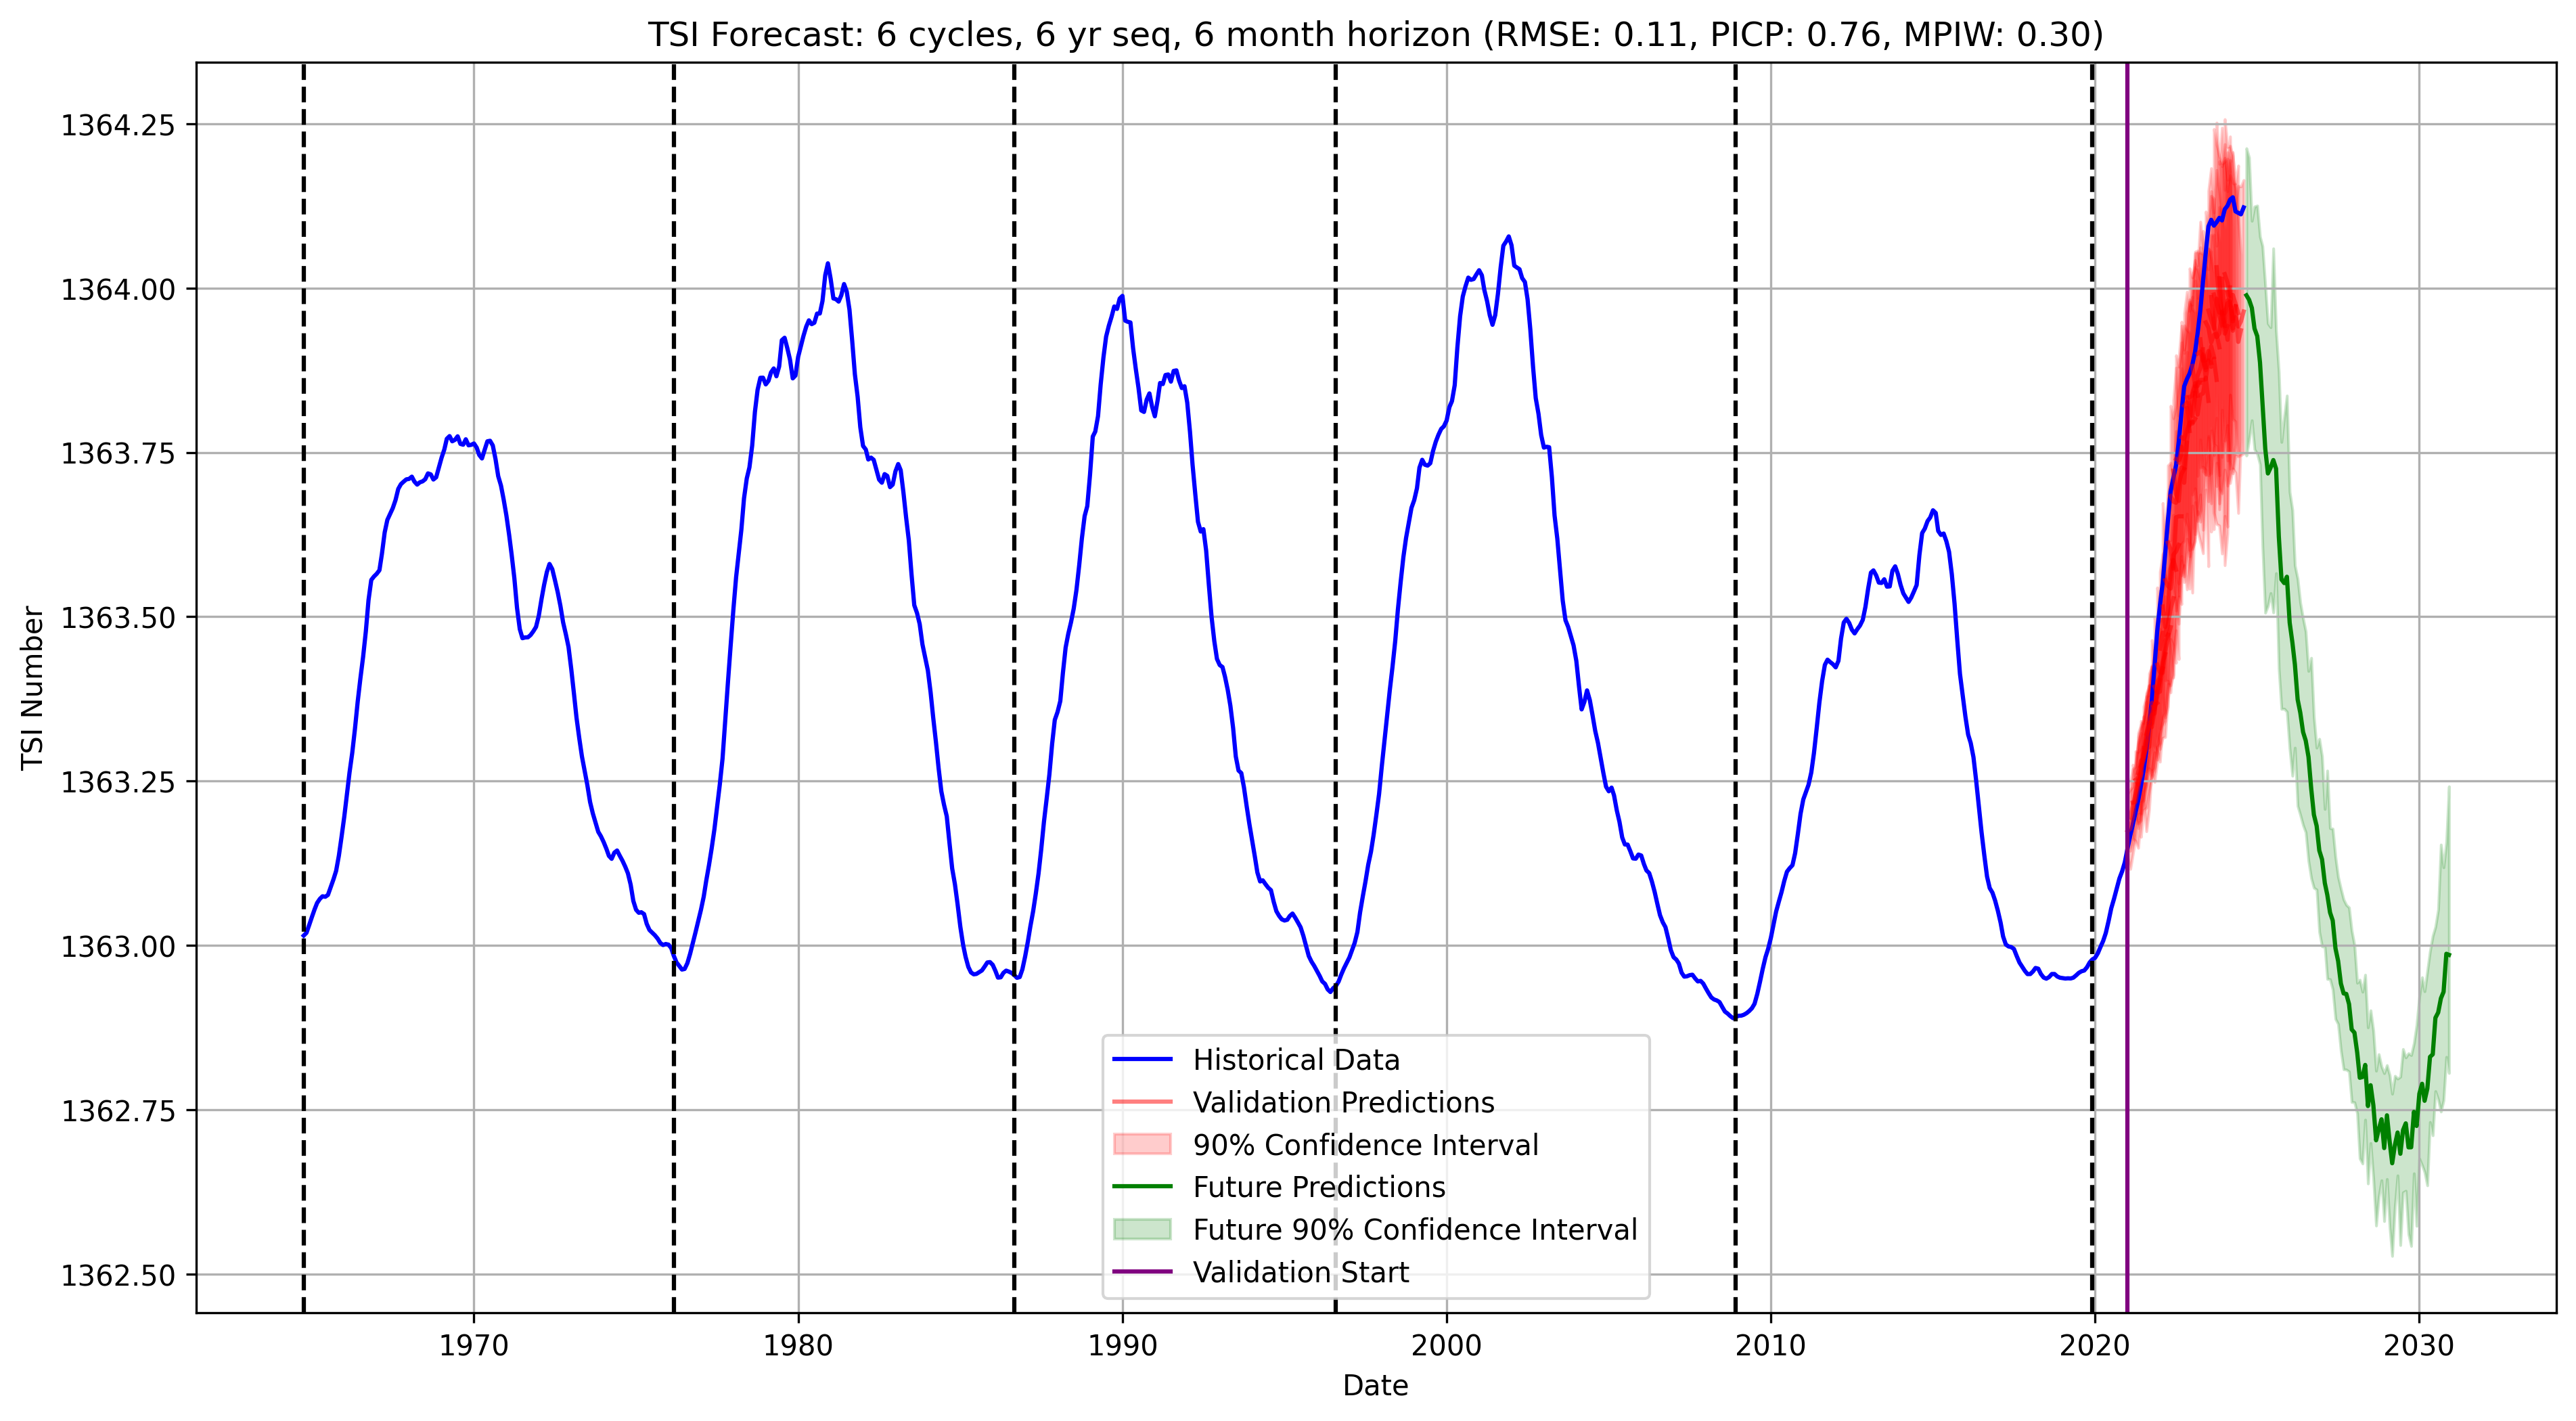 TSI Forecast: 6 cycles, 6 yr seq, 6 month horizon (RMSE: 0.11, PICP: 0.76, MPIW: 0.30)
TSI Number
1364.25
1364.00
1363.75
1363.50
1363.25
1363.00
1362.75
1362.50
Historical Data
Validation Predictions
90% Confidence Interval
Future Predictions
Future 90% Confidence Interval
Validation Start
1970 1980 1990 2000 2010 2020 2030
Date